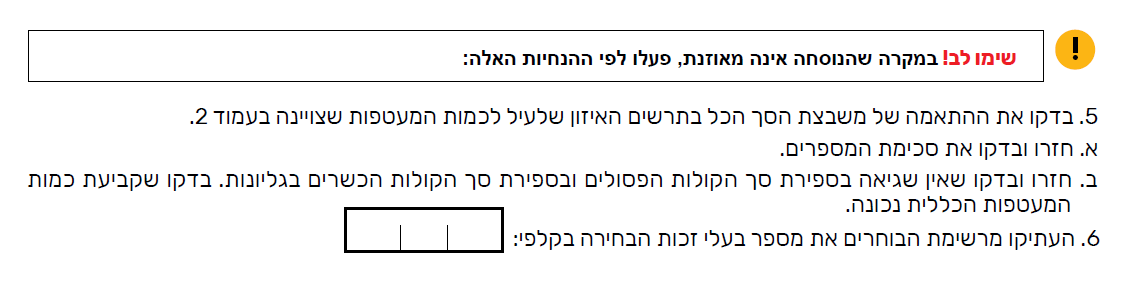 שימו לב! במקרה שהנוסחה אינה מאוזנת, פעלו לפי ההנחיות האלה:
5. בדקו את ההתאמה של משבצת הסך הכל בתרשים האיזון שלעיל לכמות המעטפות שצויינה בעמוד 2.
א. חזרו ובדקו את סכימת המספרים.
ב. חזרו ובדקו שאין שגיאה בספירת סך הקולות הפסולים ובספירת סך הקולות הכשרים בגליונות. בדקו שקביעת כמות
המעטפות הכללית נכונה.
6. העתיקו מרשימת הבוחרים את מספר בעלי זכות הבחירה בקלפי: